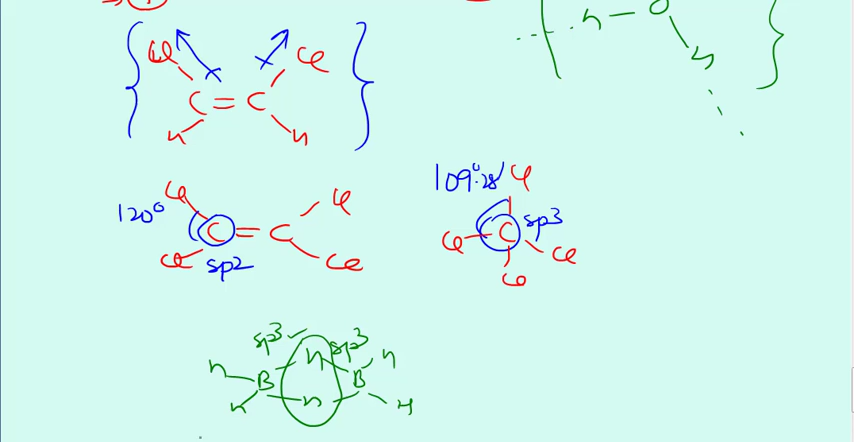 H — O
H
Cl Cl
C = C
H H
109°.28' Cl
Cl Cl
120° C = C
sp3
Cl C Cl
Cl sp2 Cl
Cl
sp3 sp3
H H H
B B
H H H